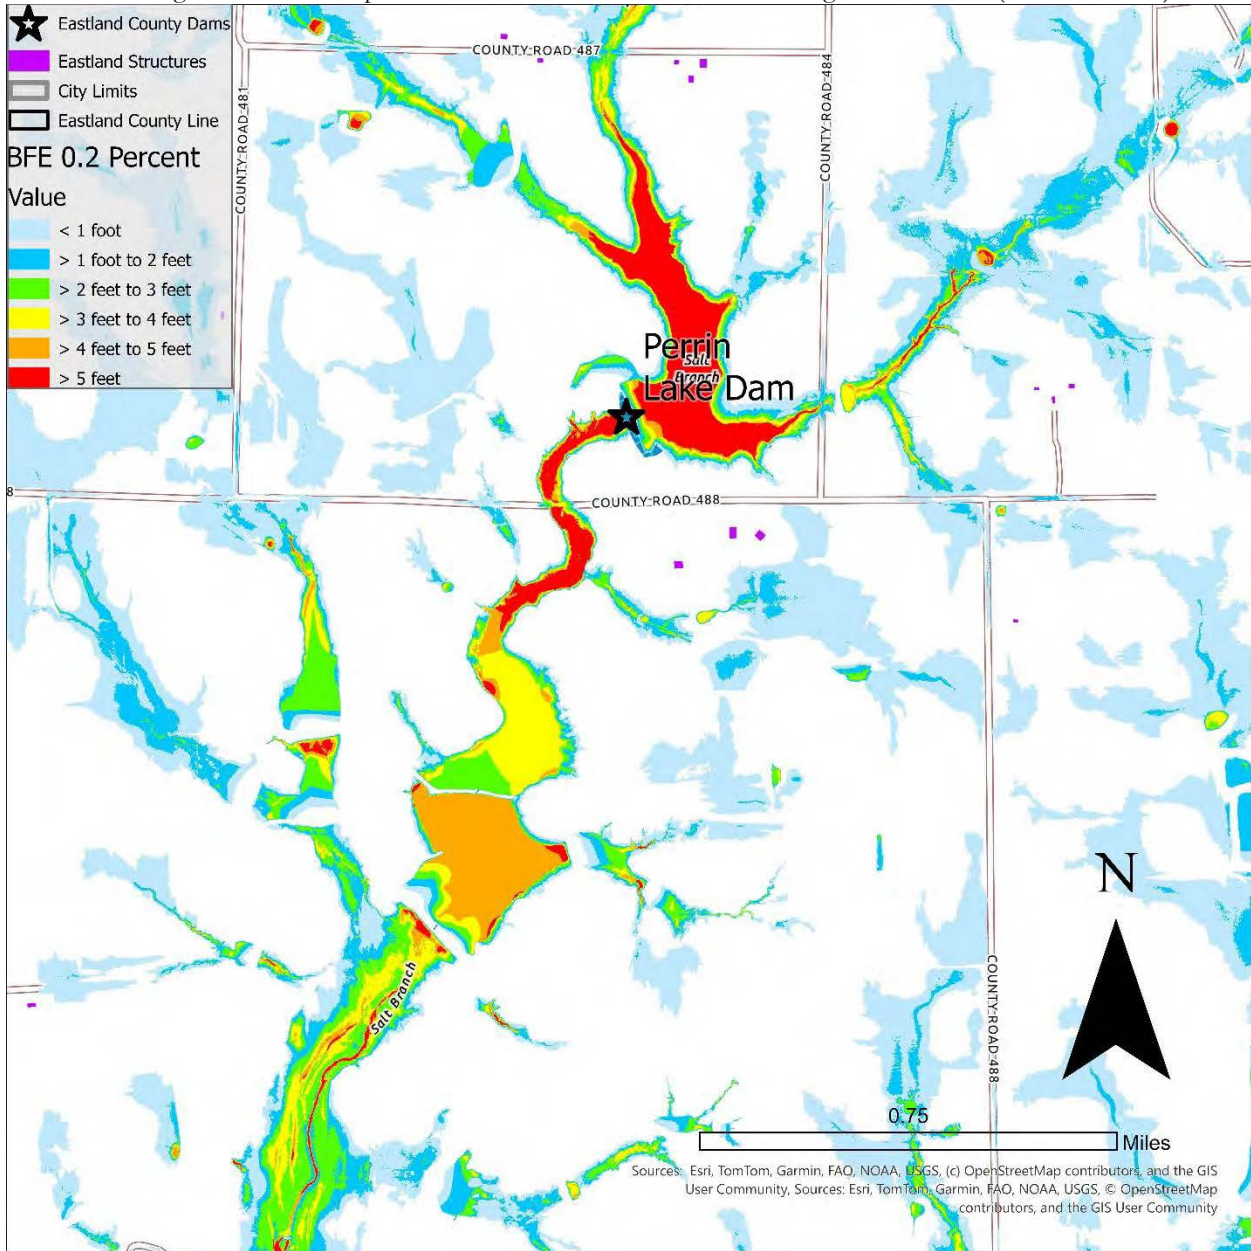 Eastland County Dams
Eastland Structures
City Limits
Eastland County Line
BFE 0.2 Percent
Value
< 1 foot
> 1 foot to 2 feet
> 2 feet to 3 feet
> 3 feet to 4 feet
> 4 feet to 5 feet
> 5 feet
COUNTY ROAD 487
COUNTY ROAD 481
COUNTY ROAD 484
Perrin
Salt
Branch
Lake Dam
8
COUNTY ROAD 488
Salt Branch
COUNTY ROAD 488
N
0.75
Miles
Sources: Esri, TomTom, Garmin, FAO, NOAA, USGS, (c) OpenStreetMap contributors, and the GIS
User Community, Sources: Esri, TomTom, Garmin, FAO, NOAA, USGS, © OpenStreetMap
contributors, and the GIS User Community